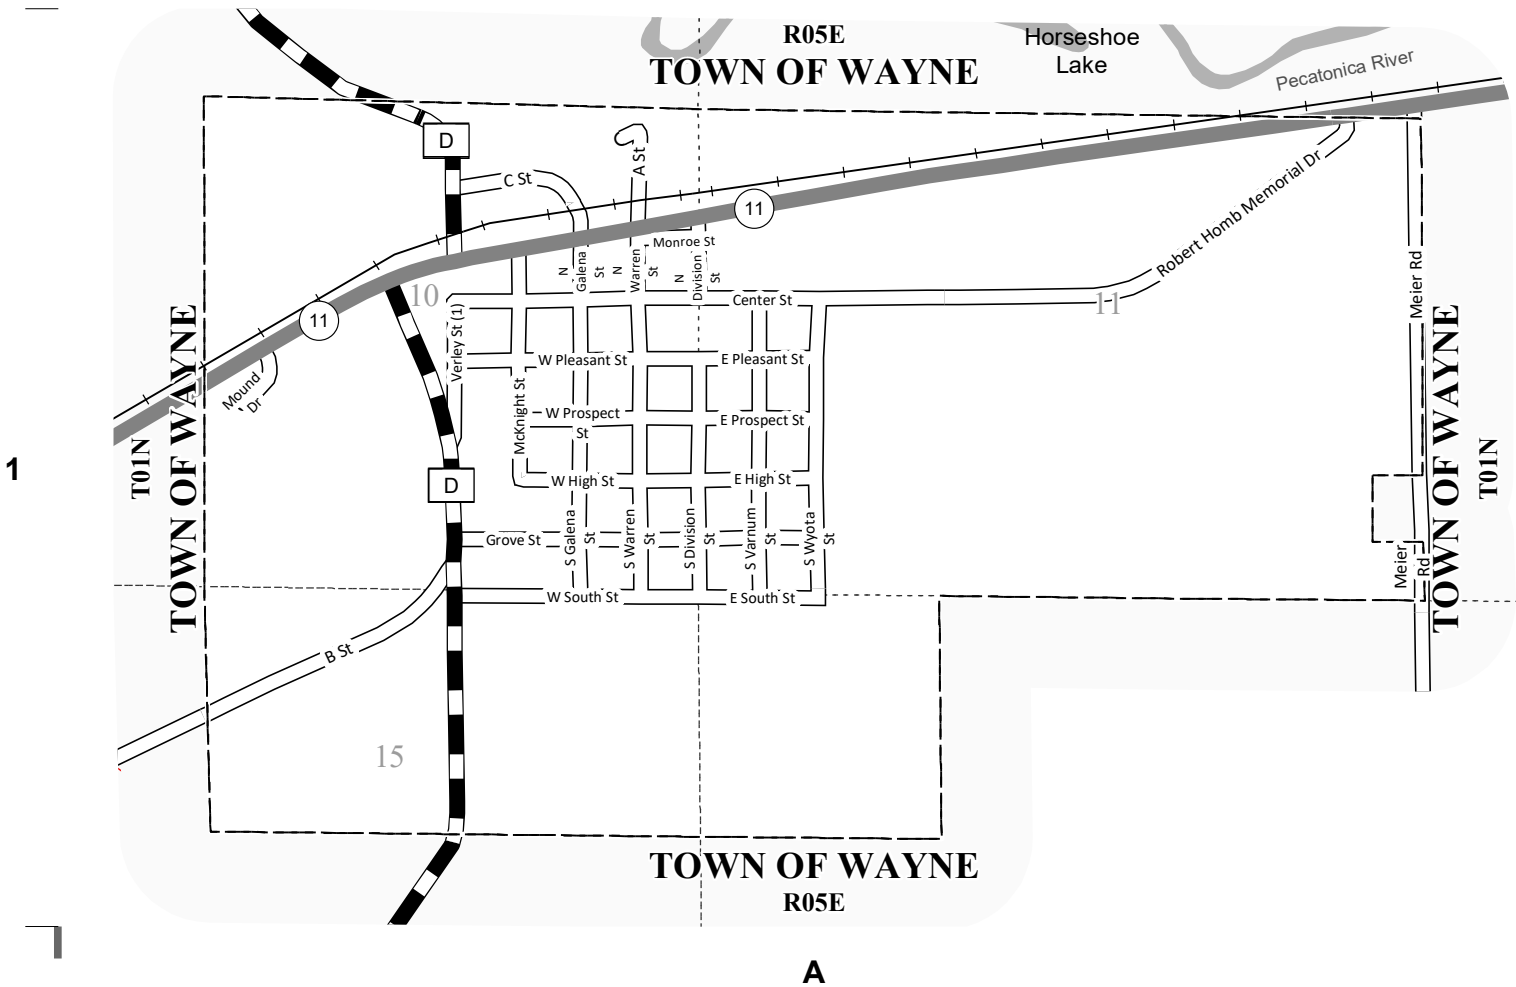 R05E
TOWN OF WAYNE
Horseshoe
Lake
Pecatonica River
D
C St
A St
11
Robert Homb Memorial Dr
Monroe St
N
Galena
St
N
Warren
St
N
Division
St
10
11
Center St
11
Verley St (1)
Meier Rd
W Pleasant St
E Pleasant St
Mound
Dr
McKnight St
W Prospect
St
E Prospect St
TOWN OF WAYNE
T01N
TOWN OF WAYNE
T01N
1
D
W High St
E High St
Grove St
S Galena
St
S Warren
St
S Division
St
S Varnum
St
S Wyota
St
Meier
Rd
W South St
E South St
B St
15
TOWN OF WAYNE
R05E
A